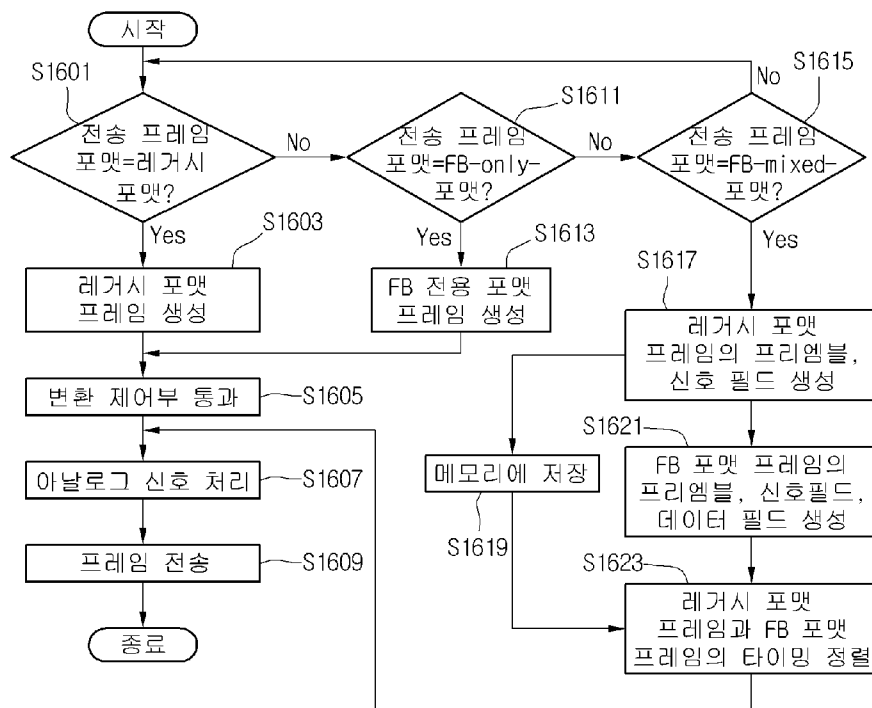 시작
S1601
전송 프레임
포맷=레거시
포맷?
No
Yes
S1611
전송 프레임
포맷=FB-only-
포맷?
No
Yes
S1615
No
전송 프레임
포맷=FB-mixed-
포맷?
Yes
S1603
레거시 포맷
프레임 생성
S1613
FB 전용 포맷
프레임 생성
S1617
레거시 포맷
프레임의 프리엠블,
신호 필드 생성
변환 제어부 통과
S1605
S1621
아날로그 신호 처리
S1607
메모리에 저장
S1619
FB 포맷 프레임의
프리엠블, 신호필드,
데이터 필드 생성
프레임 전송
S1609
S1623
레거시 포맷
프레임과 FB 포맷
프레임의 타이밍 정렬
종료